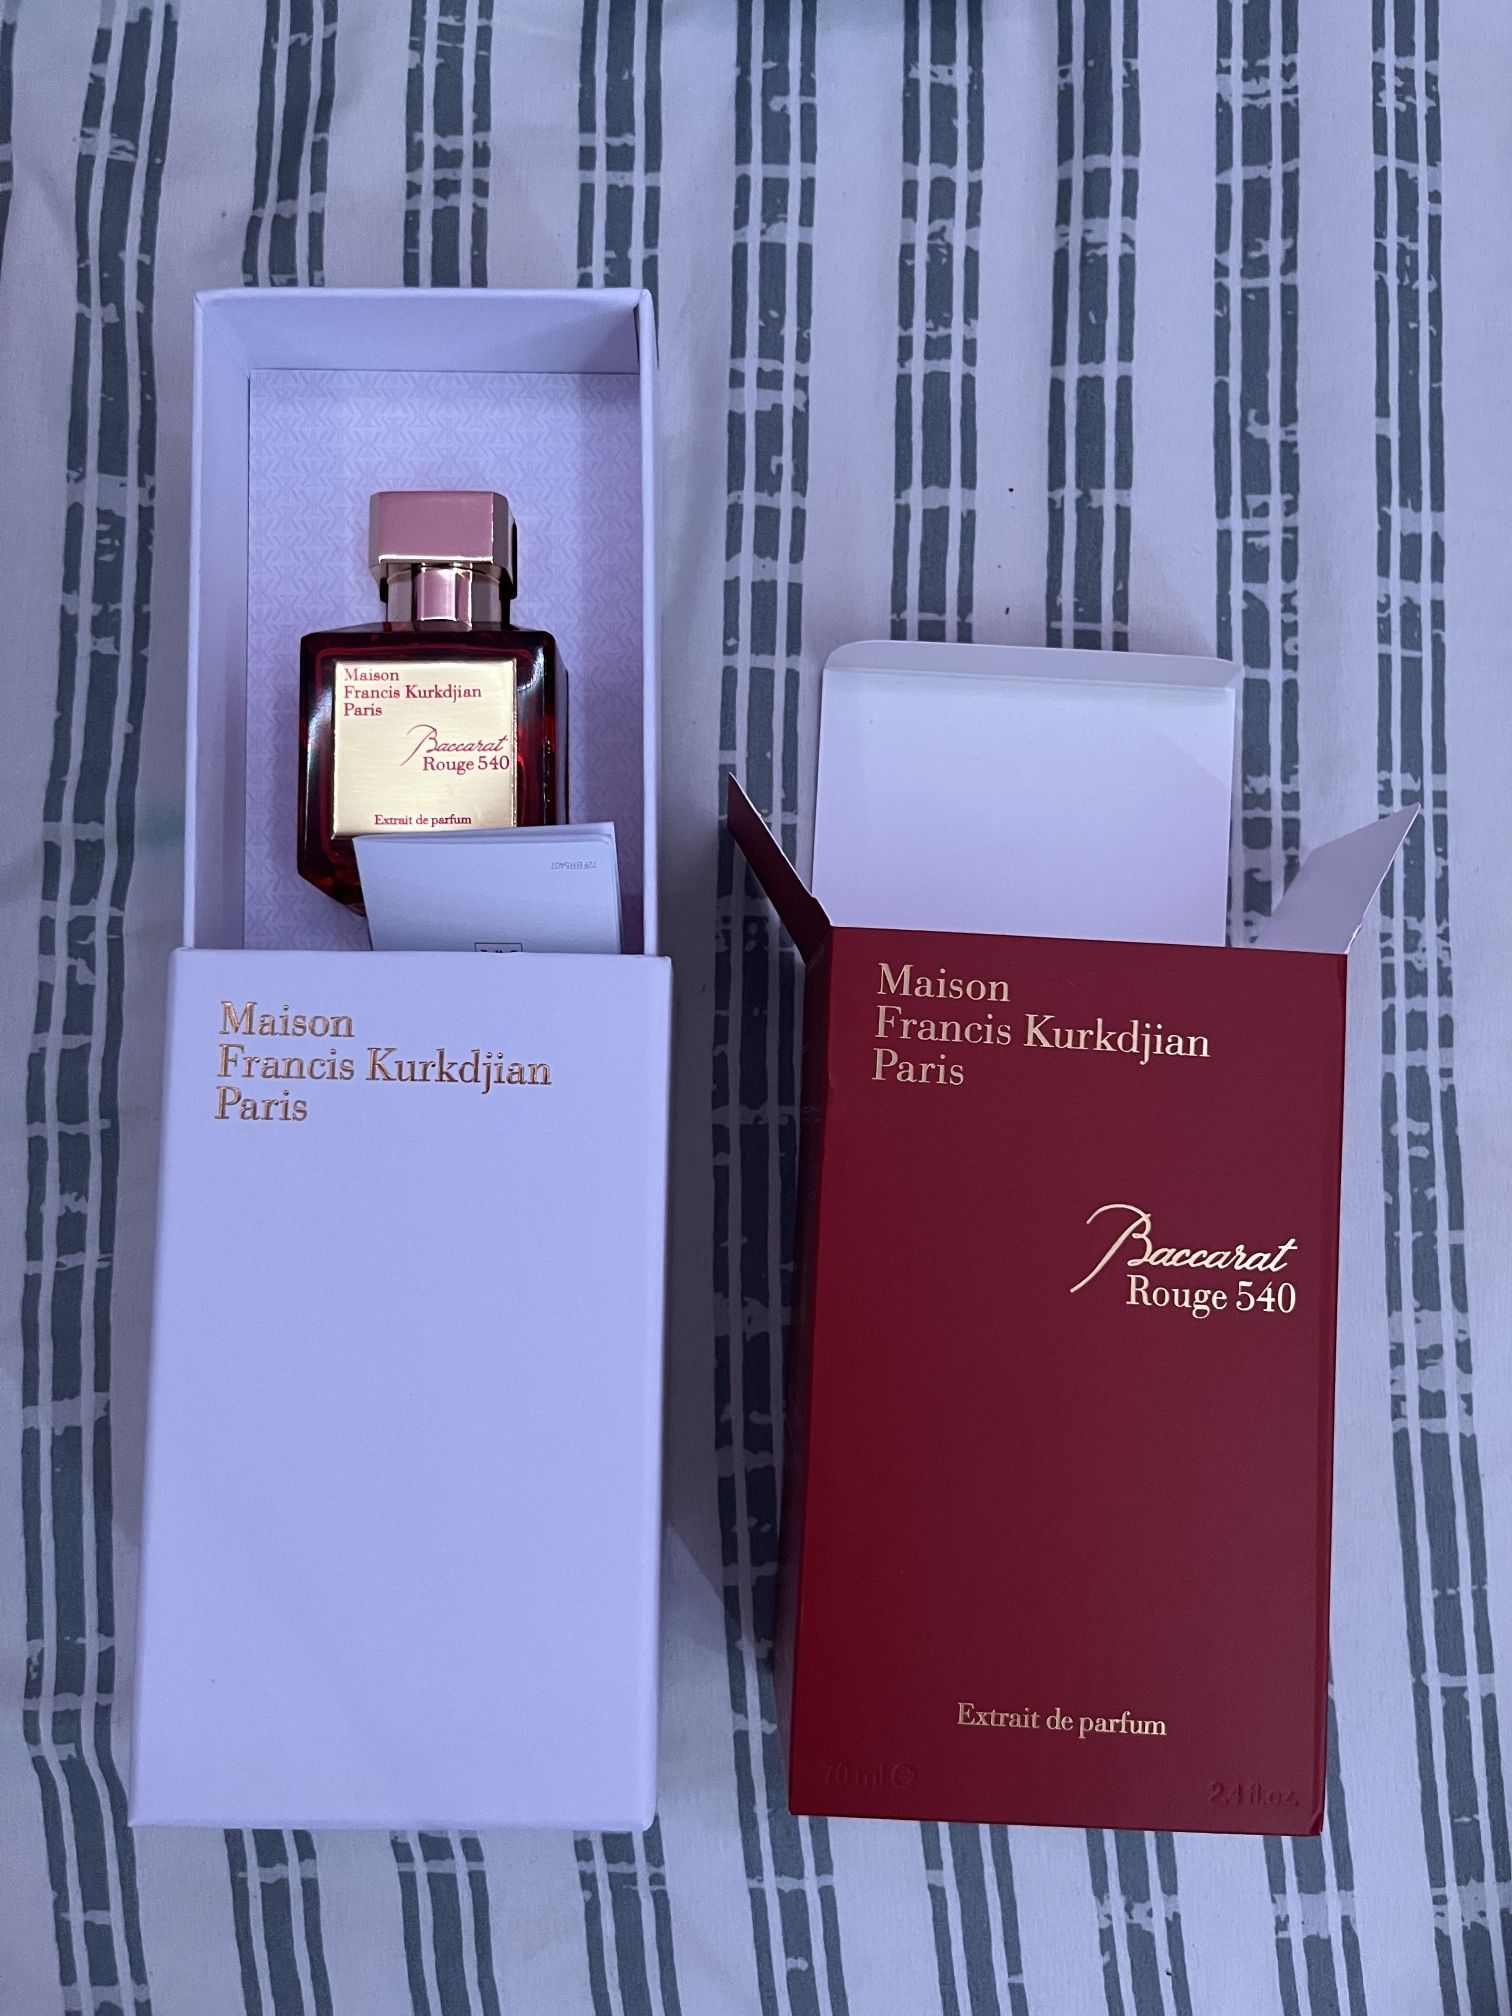 Maison
Francis Kurkdjian
Paris
Baccarat
Rouge 540
Extrait de parfum
72FBR5407
Maison
Francis Kurkdjian
Paris
Maison
Francis Kurkdjian
Paris
Baccarat
Rouge 540
Extrait de parfum
70 ml ℮
2.4 fl.oz.